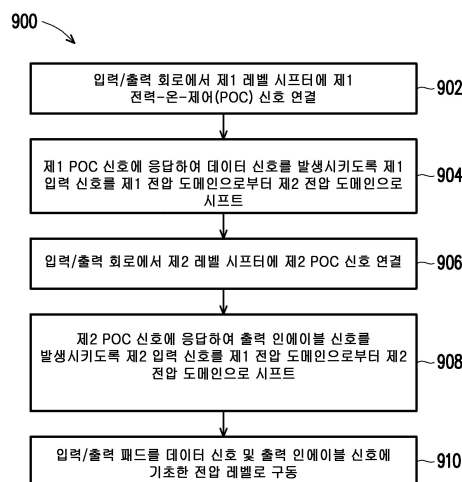 900
입력/출력 회로에서 제1 레벨 시프터에 제1
전력-온-제어(POC) 신호 연결
902
제1 POC 신호에 응답하여 데이터 신호를 발생시키도록 제1
입력 신호를 제1 전압 도메인으로부터 제2 전압 도메인으로
시프트
904
입력/출력 회로에서 제2 레벨 시프터에 제2 POC 신호 연결
906
제2 POC 신호에 응답하여 출력 인에이블 신호를
발생시키도록 제2 입력 신호를 제1 전압 도메인으로부터 제2
전압 도메인으로 시프트
908
입력/출력 패드를 데이터 신호 및 출력 인에이블 신호에
기초한 전압 레벨로 구동
910